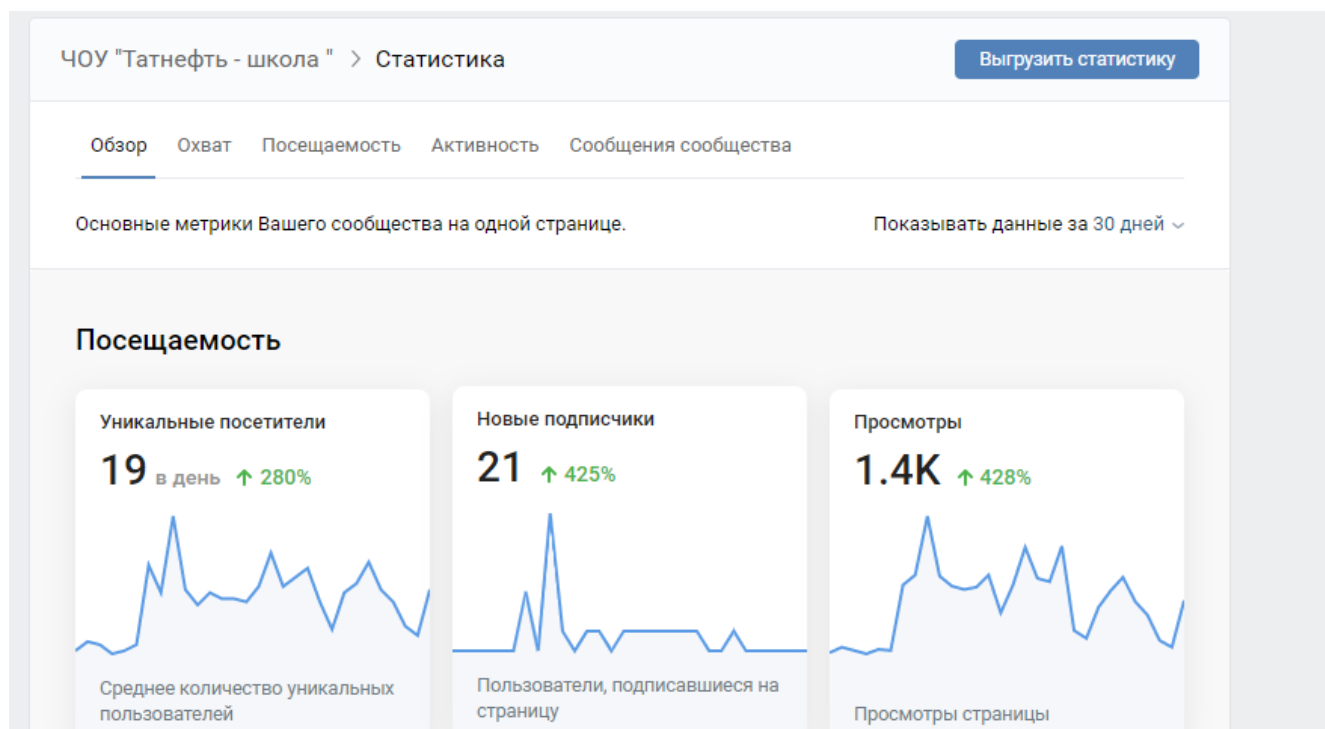 ЧОУ "Татнефть - школа " > Статистика
Выгрузить статистику
Обзор Охват Посещаемость Активность Сообщения сообщества
Основные метрики Вашего сообщества на одной странице.
Показывать данные за 30 дней
Посещаемость
Уникальные посетители
19 в день ↑ 280%
Среднее количество уникальных
пользователей
Новые подписчики
21 ↑ 425%
Пользователи, подписавшиеся на
страницу
Просмотры
1.4K ↑ 428%
Просмотры страницы